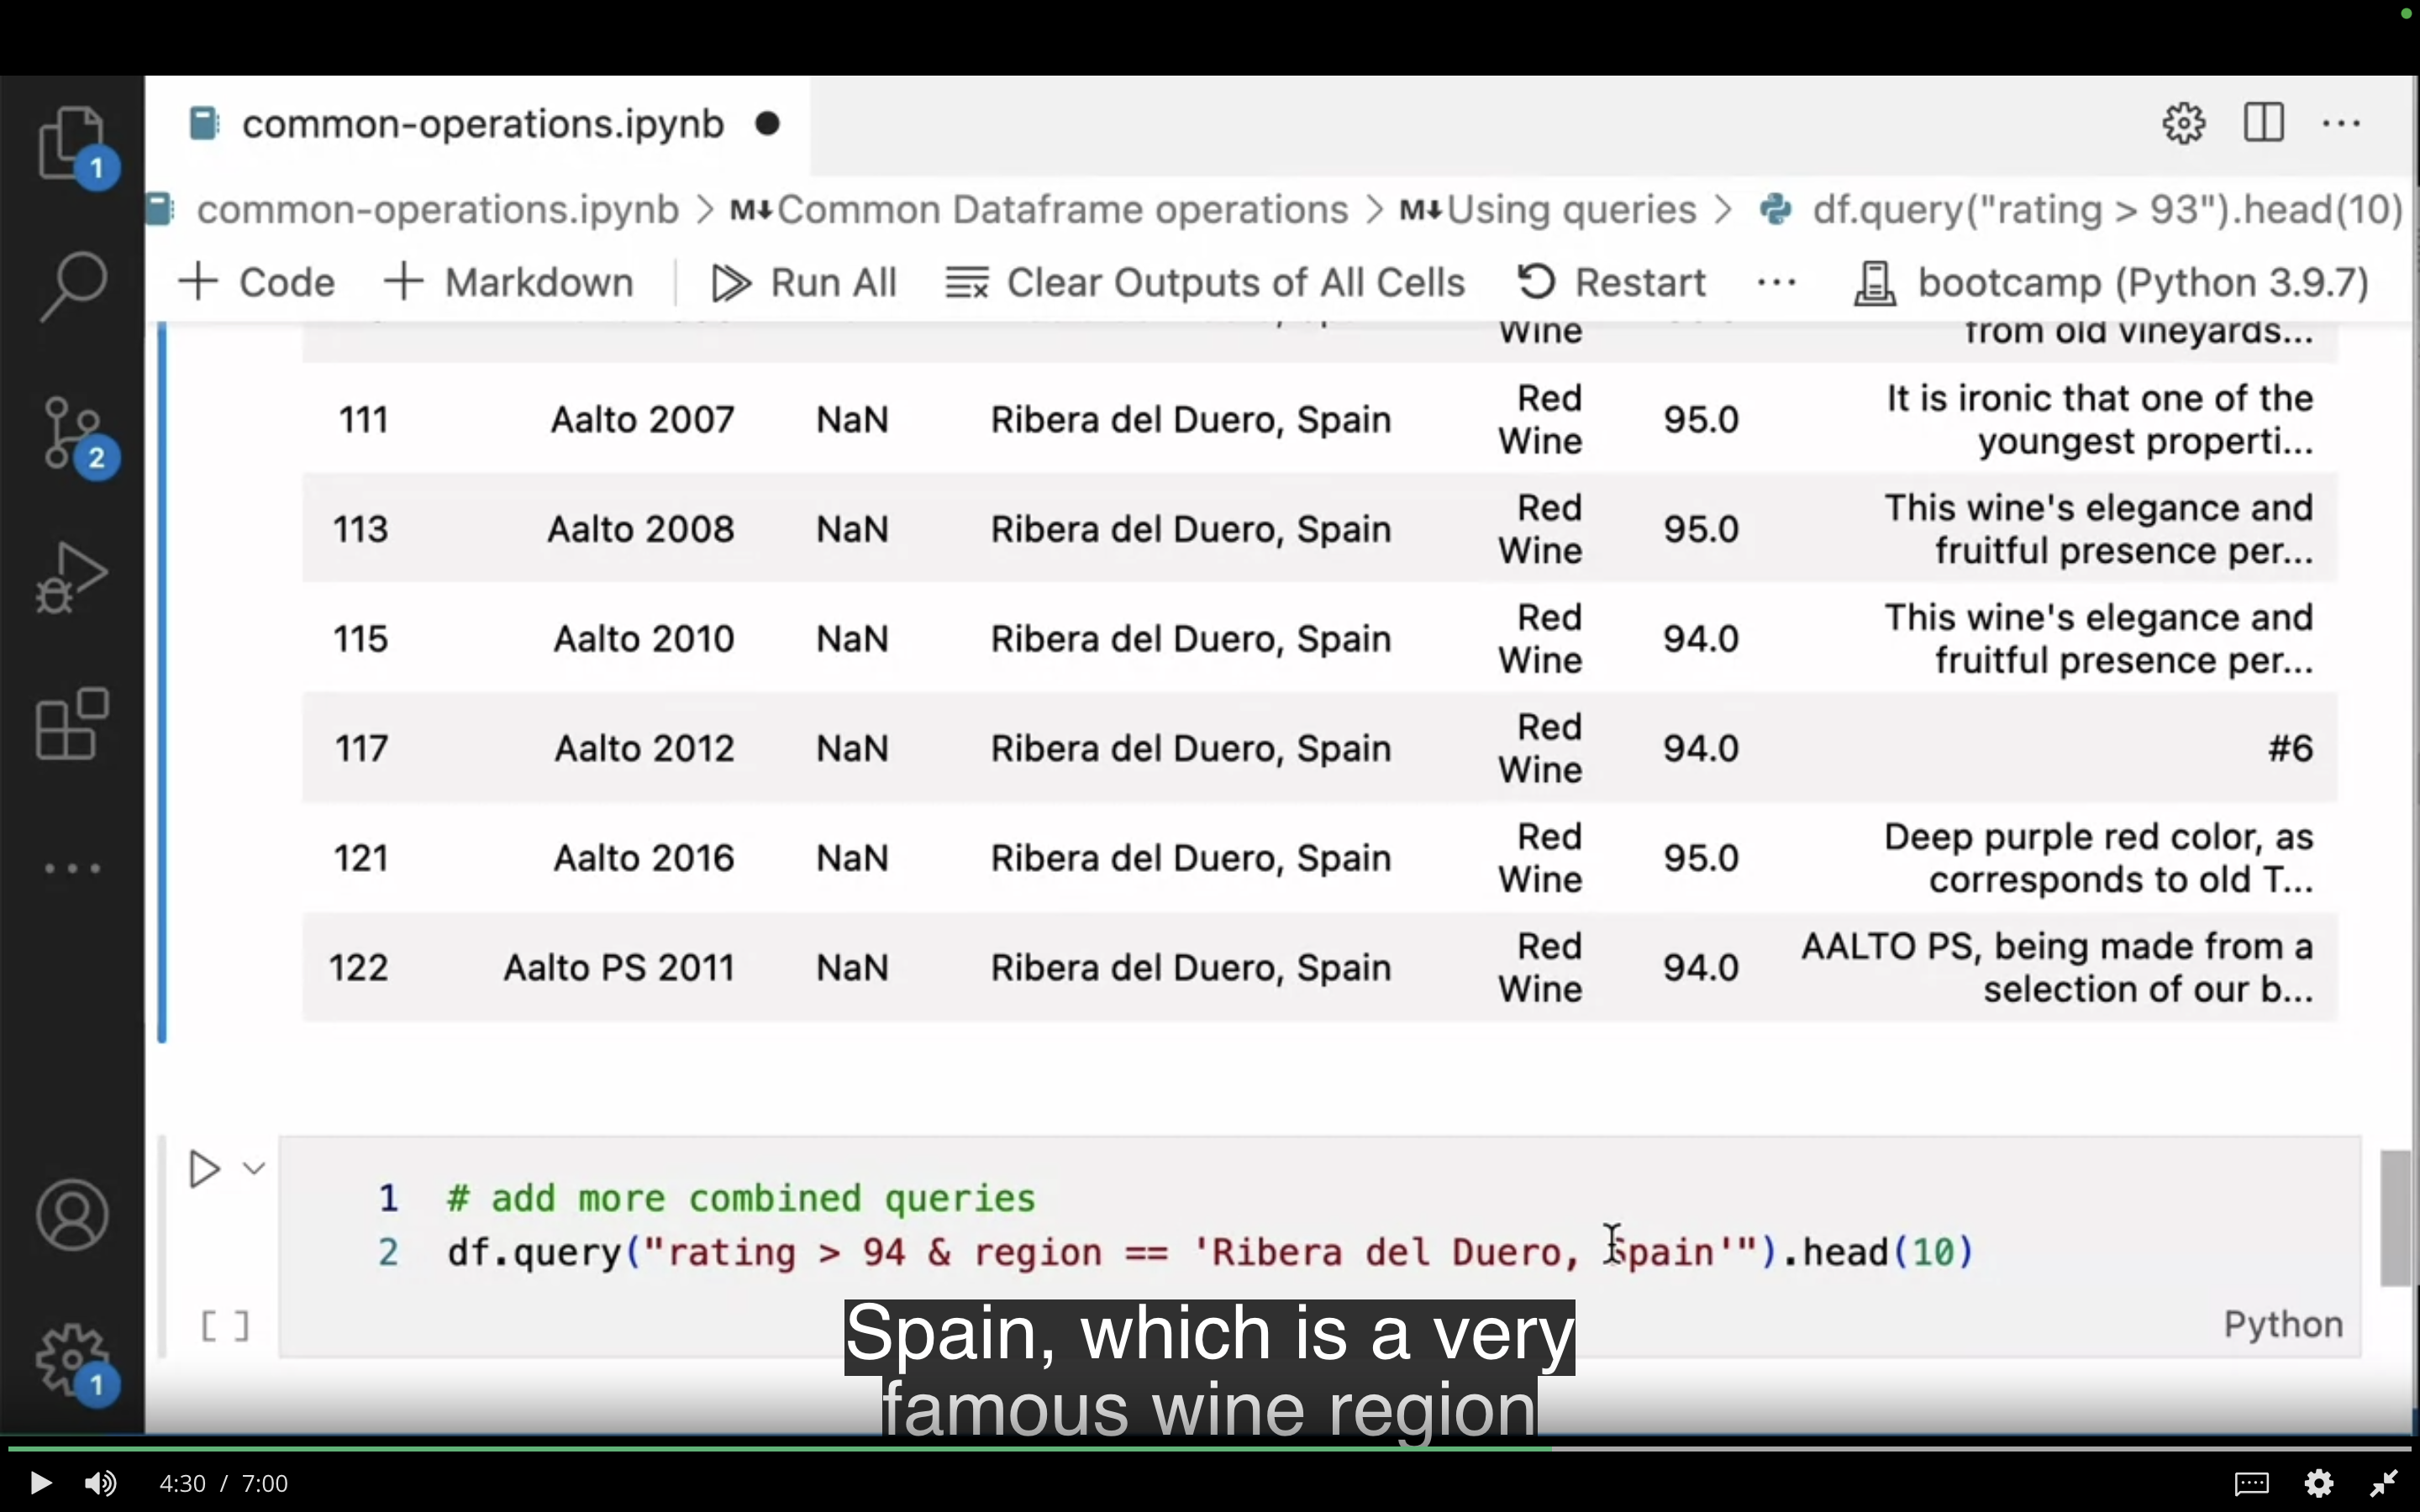 common-operations.ipynb
common-operations.ipynb > M↓ Common Dataframe operations > M↓ Using queries > df.query("rating > 93").head(10)
+ Code + Markdown | Run All Clear Outputs of All Cells Restart ... bootcamp (Python 3.9.7)
Wine from old vineyards...
111 Aalto 2007 NaN Ribera del Duero, Spain Red Wine 95.0 It is ironic that one of the youngest properti...
113 Aalto 2008 NaN Ribera del Duero, Spain Red Wine 95.0 This wine's elegance and fruitful presence per...
115 Aalto 2010 NaN Ribera del Duero, Spain Red Wine 94.0 This wine's elegance and fruitful presence per...
117 Aalto 2012 NaN Ribera del Duero, Spain Red Wine 94.0 #6
121 Aalto 2016 NaN Ribera del Duero, Spain Red Wine 95.0 Deep purple red color, as corresponds to old T...
122 Aalto PS 2011 NaN Ribera del Duero, Spain Red Wine 94.0 AALTO PS, being made from a selection of our b...
1 # add more combined queries
2 df.query("rating > 94 & region == 'Ribera del Duero, Spain'").head(10)
[ ]
Python
Spain, which is a very
famous wine region
1
2
1
4:30 / 7:00